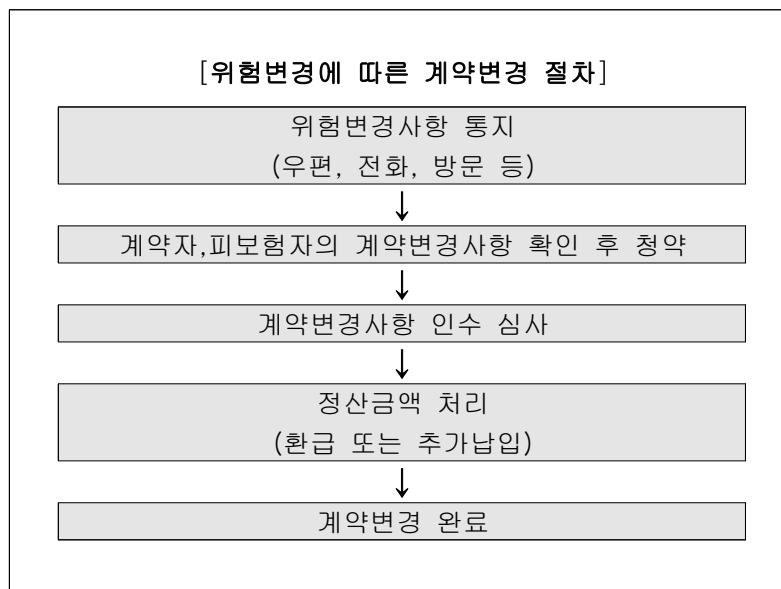 [위험변경에 따른 계약변경 절차]
위험변경사항 통지
(우편, 전화, 방문 등)
↓
계약자,피보험자의 계약변경사항 확인 후 청약
↓
계약변경사항 인수 심사
↓
정산금액 처리
(환급 또는 추가납입)
↓
계약변경 완료